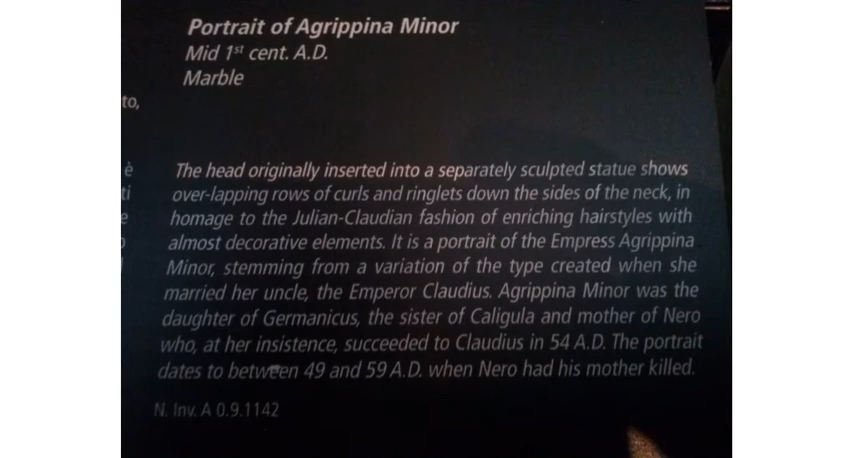 Portrait of Agrippina Minor
Mid 1st cent. A.D.
Marble
to,
è
ti
e
The head originally inserted into a separately sculpted statue shows
over-lapping rows of curls and ringlets down the sides of the neck, in
homage to the Julian-Claudian fashion of enriching hairstyles with
almost decorative elements. It is a portrait of the Empress Agrippina
Minor, stemming from a variation of the type created when she
married her uncle, the Emperor Claudius. Agrippina Minor was the
daughter of Germanicus, the sister of Caligula and mother of Nero
who, at her insistence, succeeded to Claudius in 54 A.D. The portrait
dates to between 49 and 59 A.D. when Nero had his mother killed.
N. Inv. A 0.9.1142